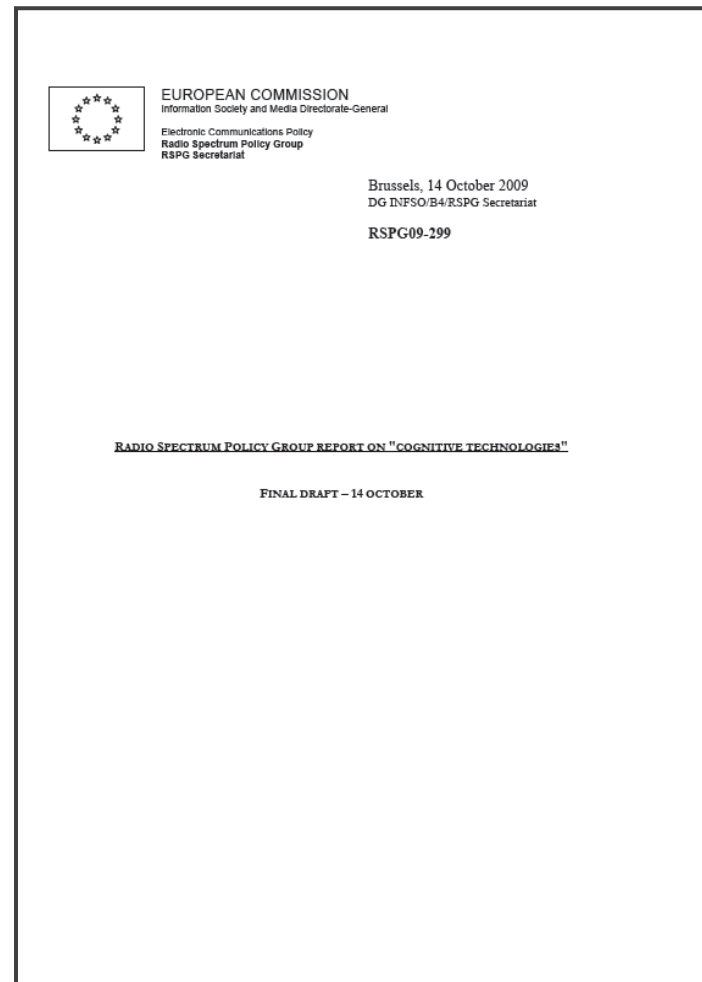 EUROPEAN COMMISSION
Information Society and Media Directorate-General
Electronic Communications Policy
Radio Spectrum Policy Group
RSPG Secretariat
Brussels, 14 October 2009
DG INFSO/B4/RSPG Secretariat
RSPG09-299
RADIO SPECTRUM POLICY GROUP REPORT ON "COGNITIVE TECHNOLOGIES"
FINAL DRAFT – 14 OCTOBER